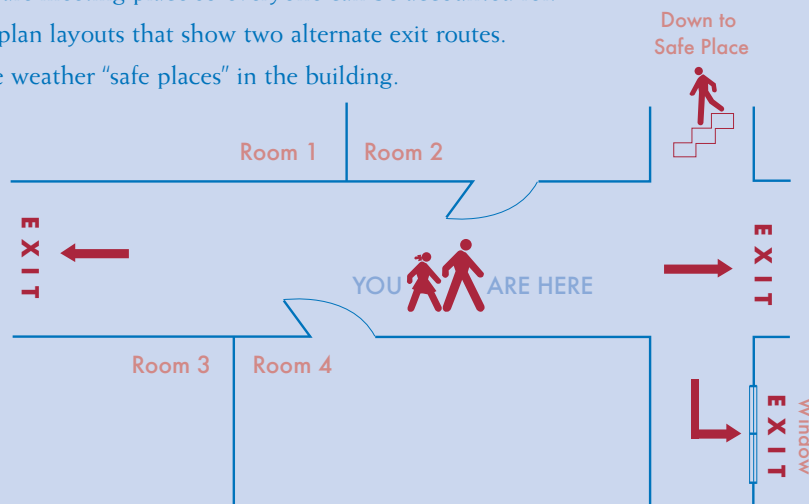 plan layouts that show two alternate exit routes.
weather “safe places” in the building.
Down to
Safe Place
Room 1
Room 2
EXIT
YOU
ARE HERE
EXIT
Room 3
Room 4
EXIT
Window